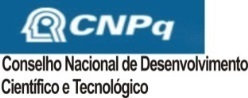 CNPq
Conselho Nacional de Desenvolvimento
Científico e Tecnológico